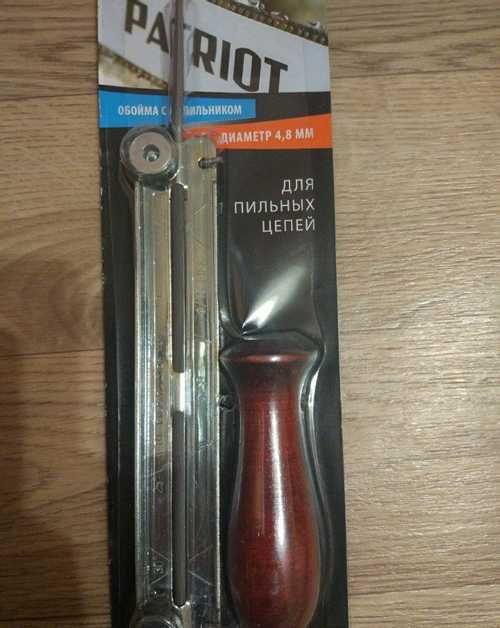 PATRIOT
ОБОЙМА С НАПИЛЬНИКОМ
ДИАМЕТР 4,8 ММ
ДЛЯ
ПИЛЬНЫХ
ЦЕПЕЙ